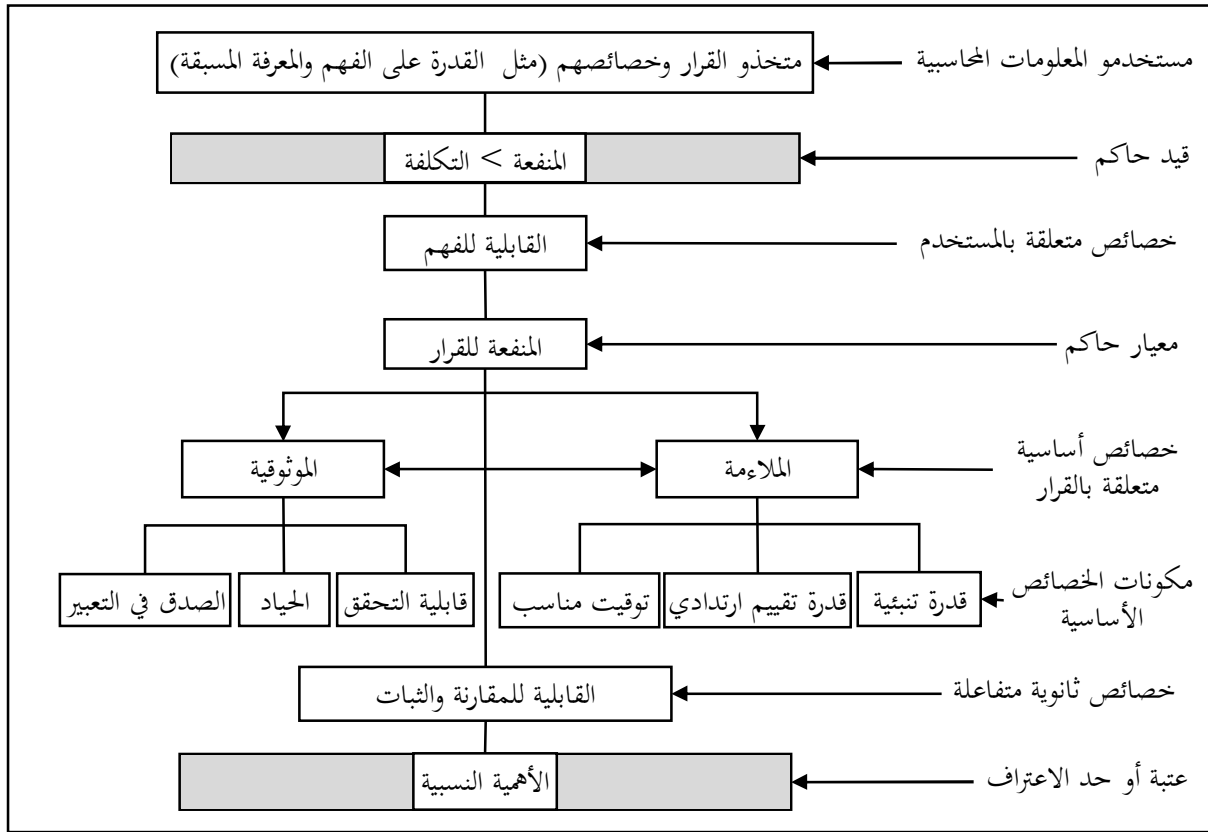 مستخدمو المعلومات المحاسبية
متخذو القرار وخصائصهم (مثل القدرة على الفهم والمعرفة المسبقة)
قيد حاكم
المنفعة > التكلفة
خصائص متعلقة بالمستخدم
القابلية للفهم
معيار حاكم
المنفعة للقرار
خصائص أساسية
متعلقة بالقرار
الملاءمة
الموثوقية
مكونات الخصائص
الأساسية
قدرة تنبئية
قدرة تقييم ارتدادي
توقيت مناسب
قابلية التحقق
الحياد
الصدق في التعبير
خصائص ثانوية متفاعلة
القابلية للمقارنة والثبات
عتبة أو حد الاعتراف
الأهمية النسبية